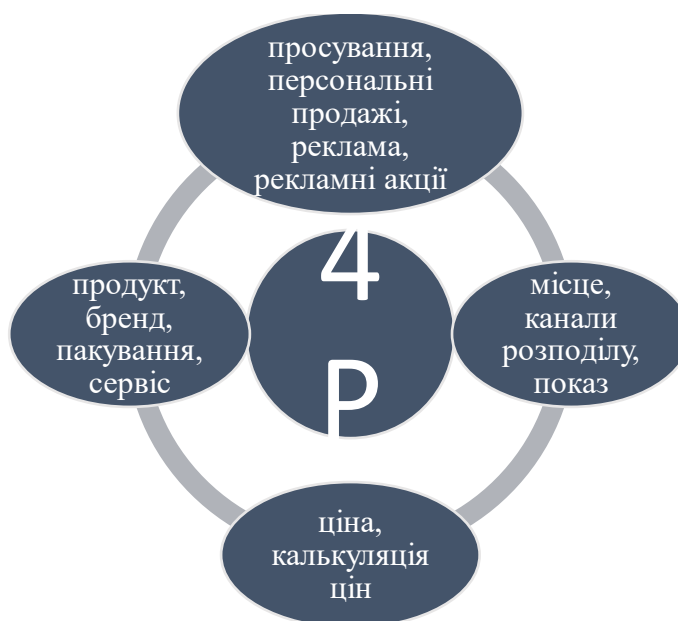 просування,
персональні
продажі,
реклама,
рекламні акції
продукт,
бренд,
пакування,
сервіс
4
P
місце,
канали
розподілу,
показ
ціна,
калькуляція
цін